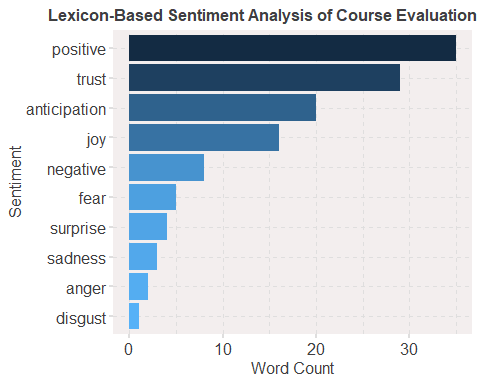 Lexicon-Based Sentiment Analysis of Course Evaluation
positive
trust
anticipation
joy
negative
fear
surprise
sadness
anger
disgust
Sentiment
0 10 20 30
Word Count